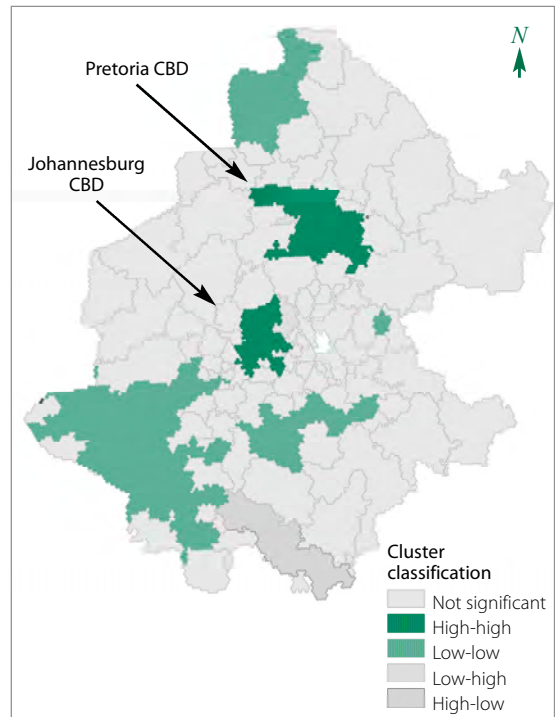 N
Pretoria CBD
Johannesburg
CBD
Cluster
classification
Not significant
High-high
Low-low
Low-high
High-low